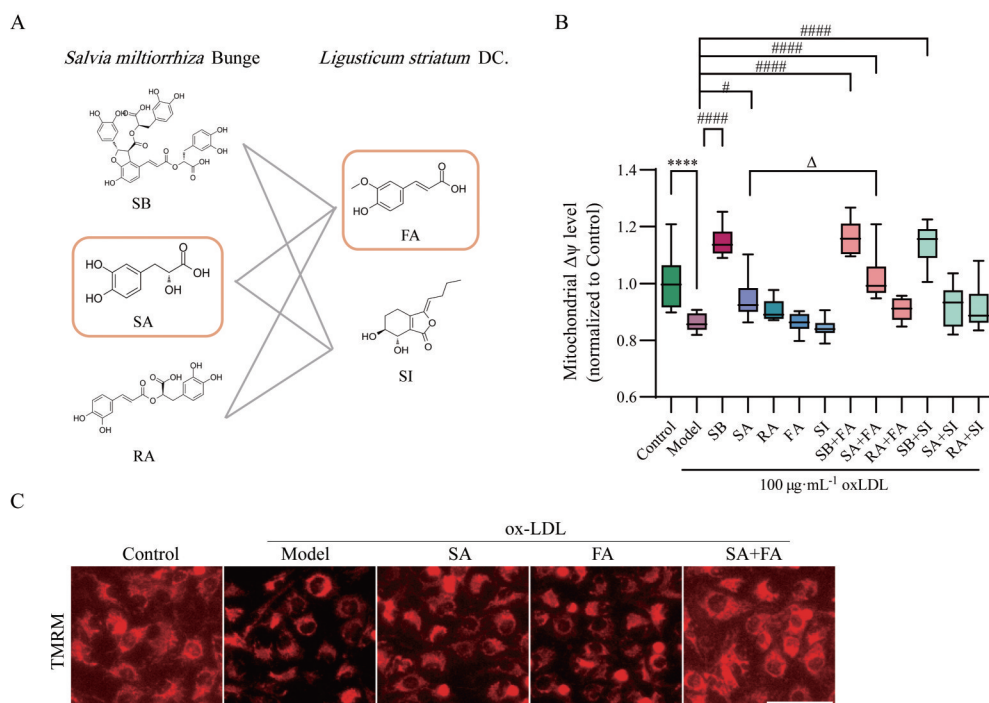 A
Salvia miltiorrhiza Bunge
Ligusticum striatum DC.
SB
SA
RA
FA
SI
B
####
####
####
#
####
****
Δ
Mitochondrial Δψ level
(normalized to Control)
1.4
1.2
1.0
0.8
0.6
Control
Model
SB
SA
RA
FA
SI
SB+FA
SA+FA
RA+FA
SB+SI
SA+SI
RA+SI
100 μg·mL⁻¹ oxLDL
C
ox-LDL
Control
Model
SA
FA
SA+FA
TMRM